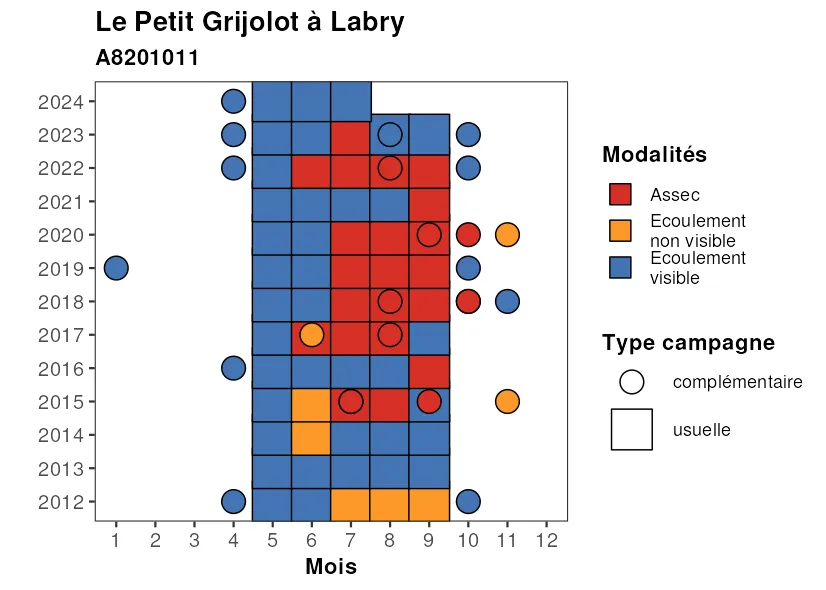 Le Petit Grijolot à Labry
A8201011
2024
2023
2022
2021
2020
2019
2018
2017
2016
2015
2014
2013
2012
1 2 3 4 5 6 7 8 9 10 11 12
Mois
Modalités
Assec
Ecoulement
non visible
Ecoulement
visible
Type campagne
complémentaire
usuelle